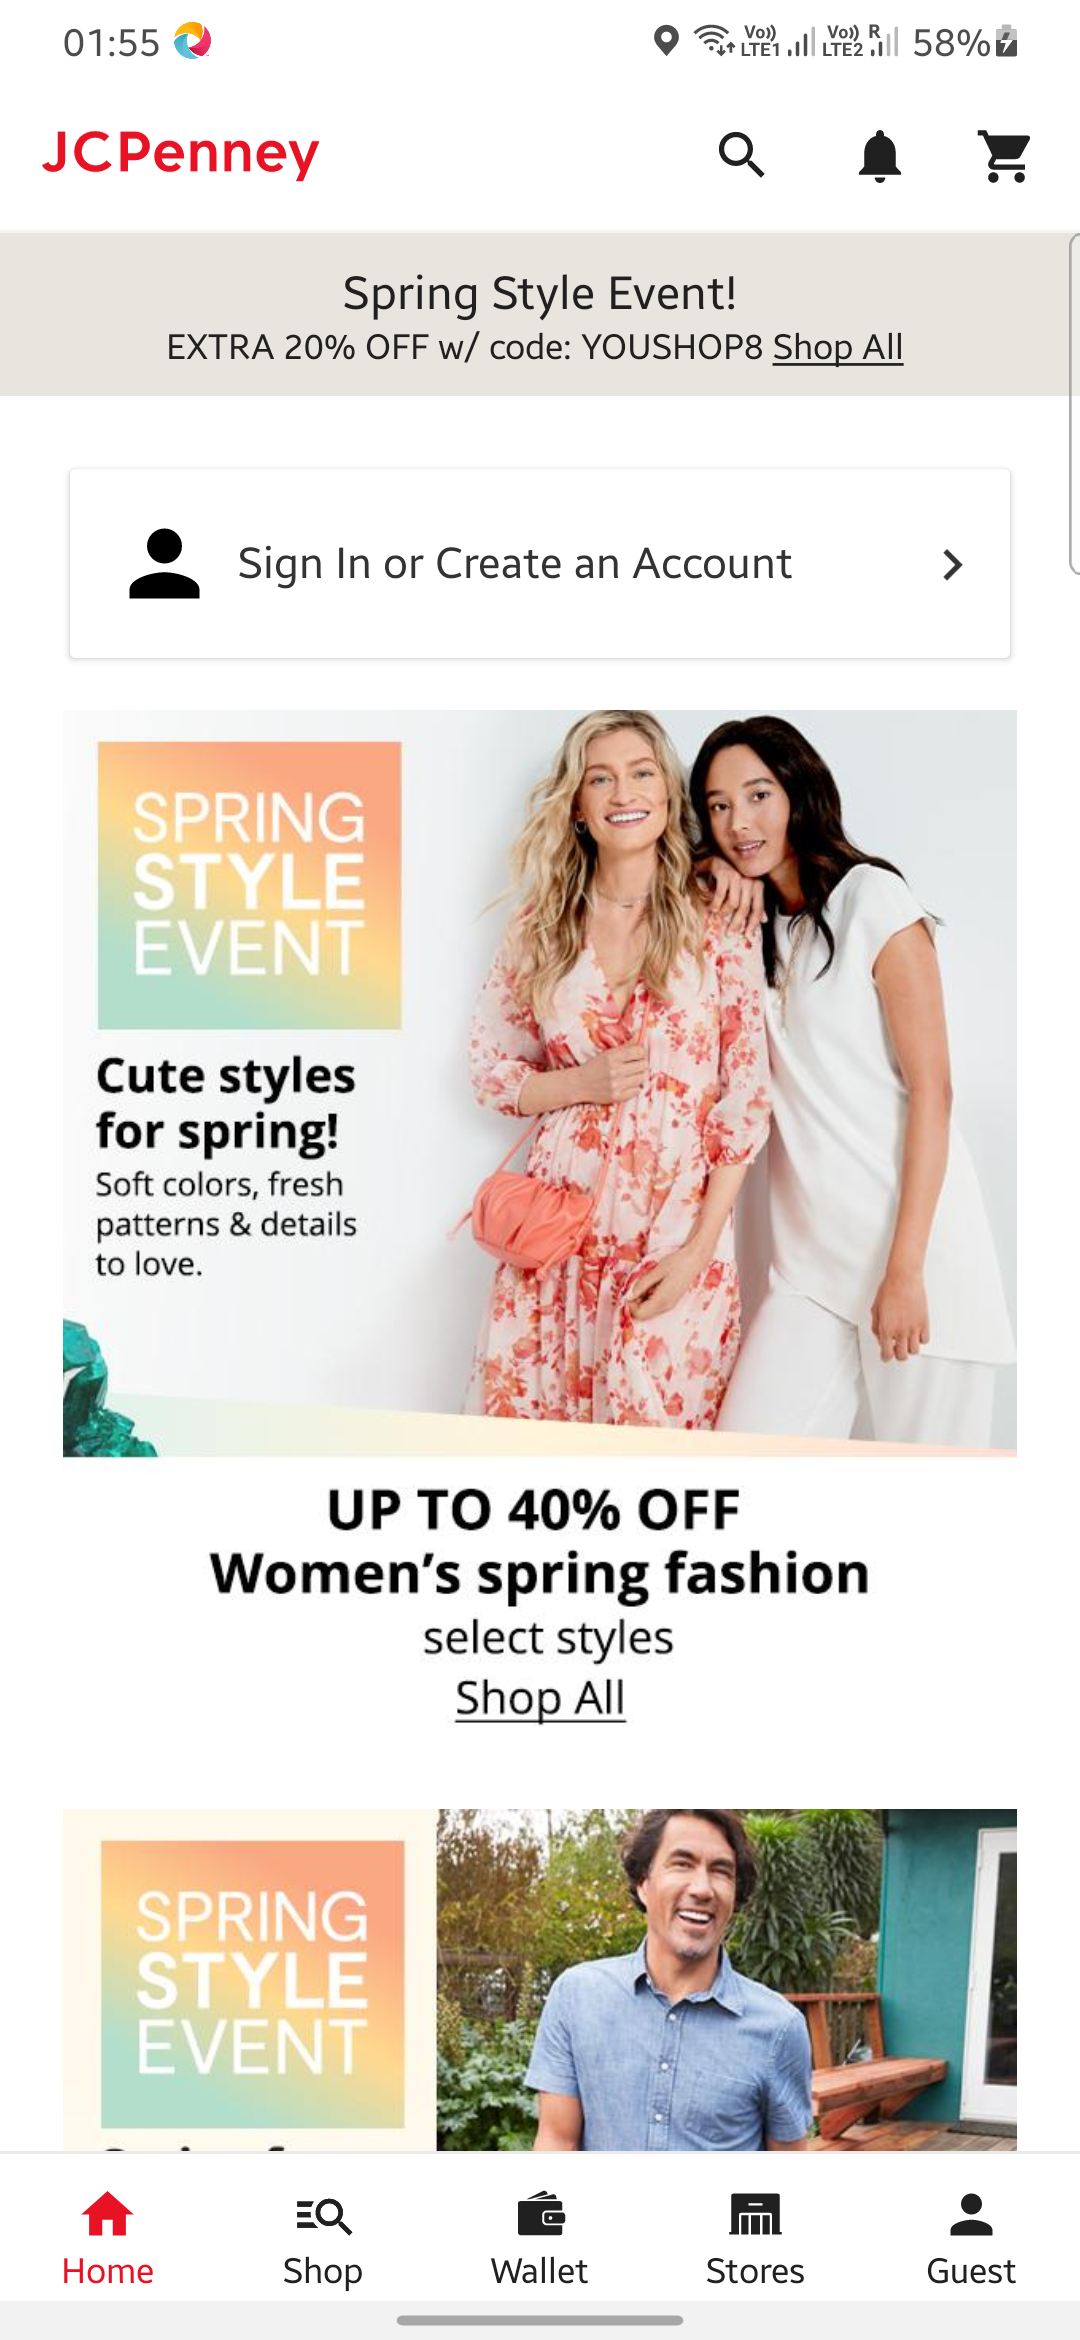 01:55
Vo)) LTE1 Vo)) LTE2 R 58%
JCPenney
Spring Style Event!
EXTRA 20% OFF w/ code: YOUSHOP8 Shop All
Sign In or Create an Account
SPRING
STYLE
EVENT
Cute styles
for spring!
Soft colors, fresh
patterns & details
to love.
UP TO 40% OFF
Women’s spring fashion
select styles
Shop All
SPRING
STYLE
EVENT
Home
Shop
Wallet
Stores
Guest